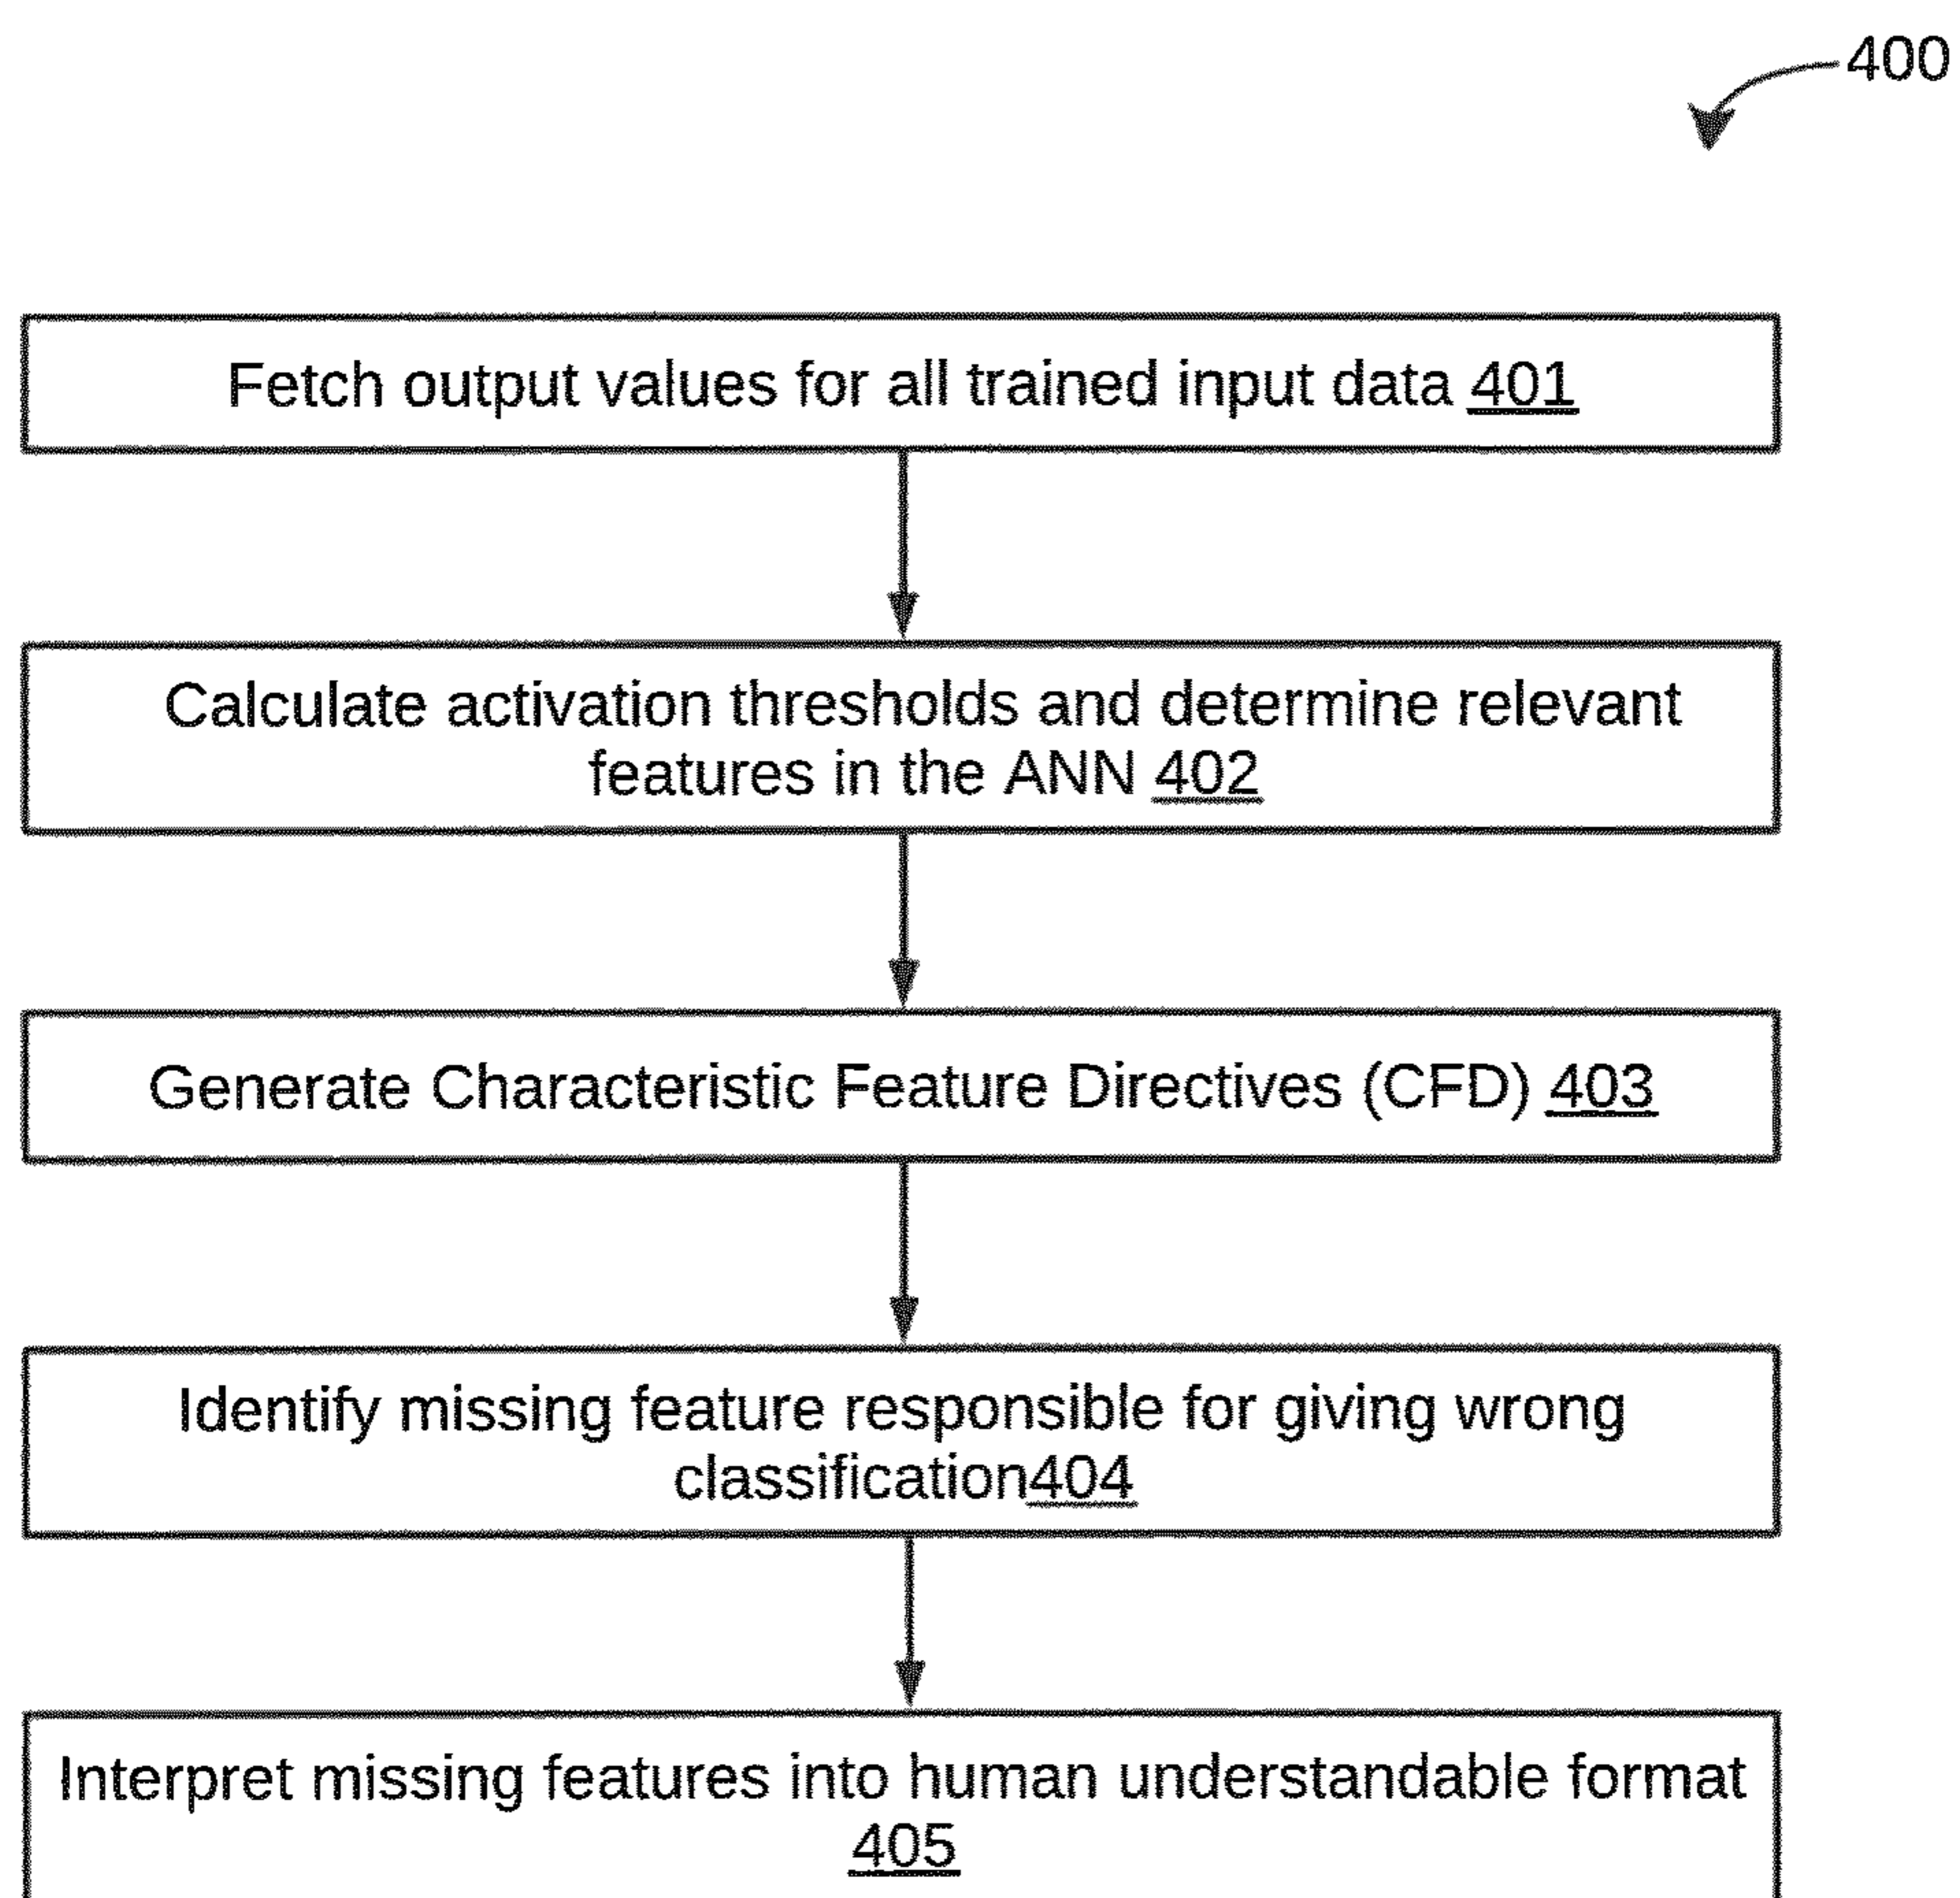 400
Fetch output values for all trained input data 401
Calculate activation thresholds and determine relevant
features in the ANN 402
Generate Characteristic Feature Directives (CFD) 403
Identify missing feature responsible for giving wrong
classification404
Interpret missing features into human understandable format
405